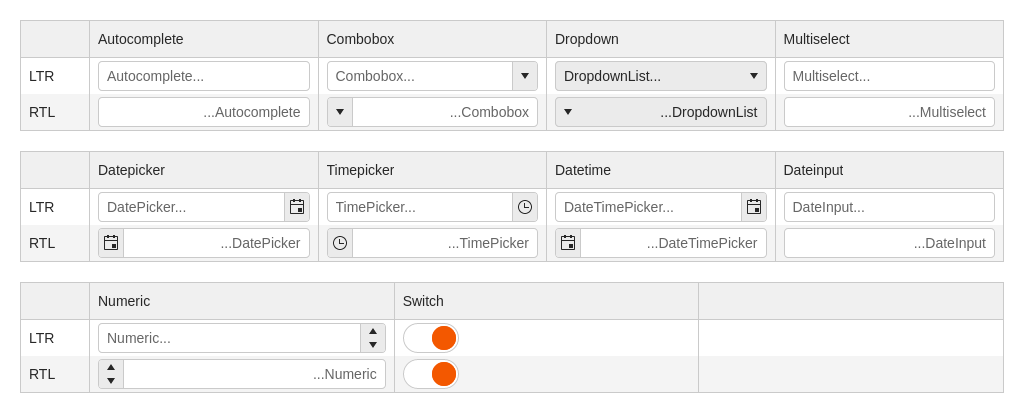 Autocomplete Combobox Dropdown Multiselect
LTR Autocomplete... Combobox... DropdownList... Multiselect...
RTL ...Autocomplete ...Combobox ...DropdownList ...Multiselect
Datepicker Timepicker Datetime Dateinput
LTR DatePicker... TimePicker... DateTimePicker... DateInput...
RTL ...DatePicker ...TimePicker ...DateTimePicker ...DateInput
Numeric Switch
LTR Numeric...
RTL ...Numeric